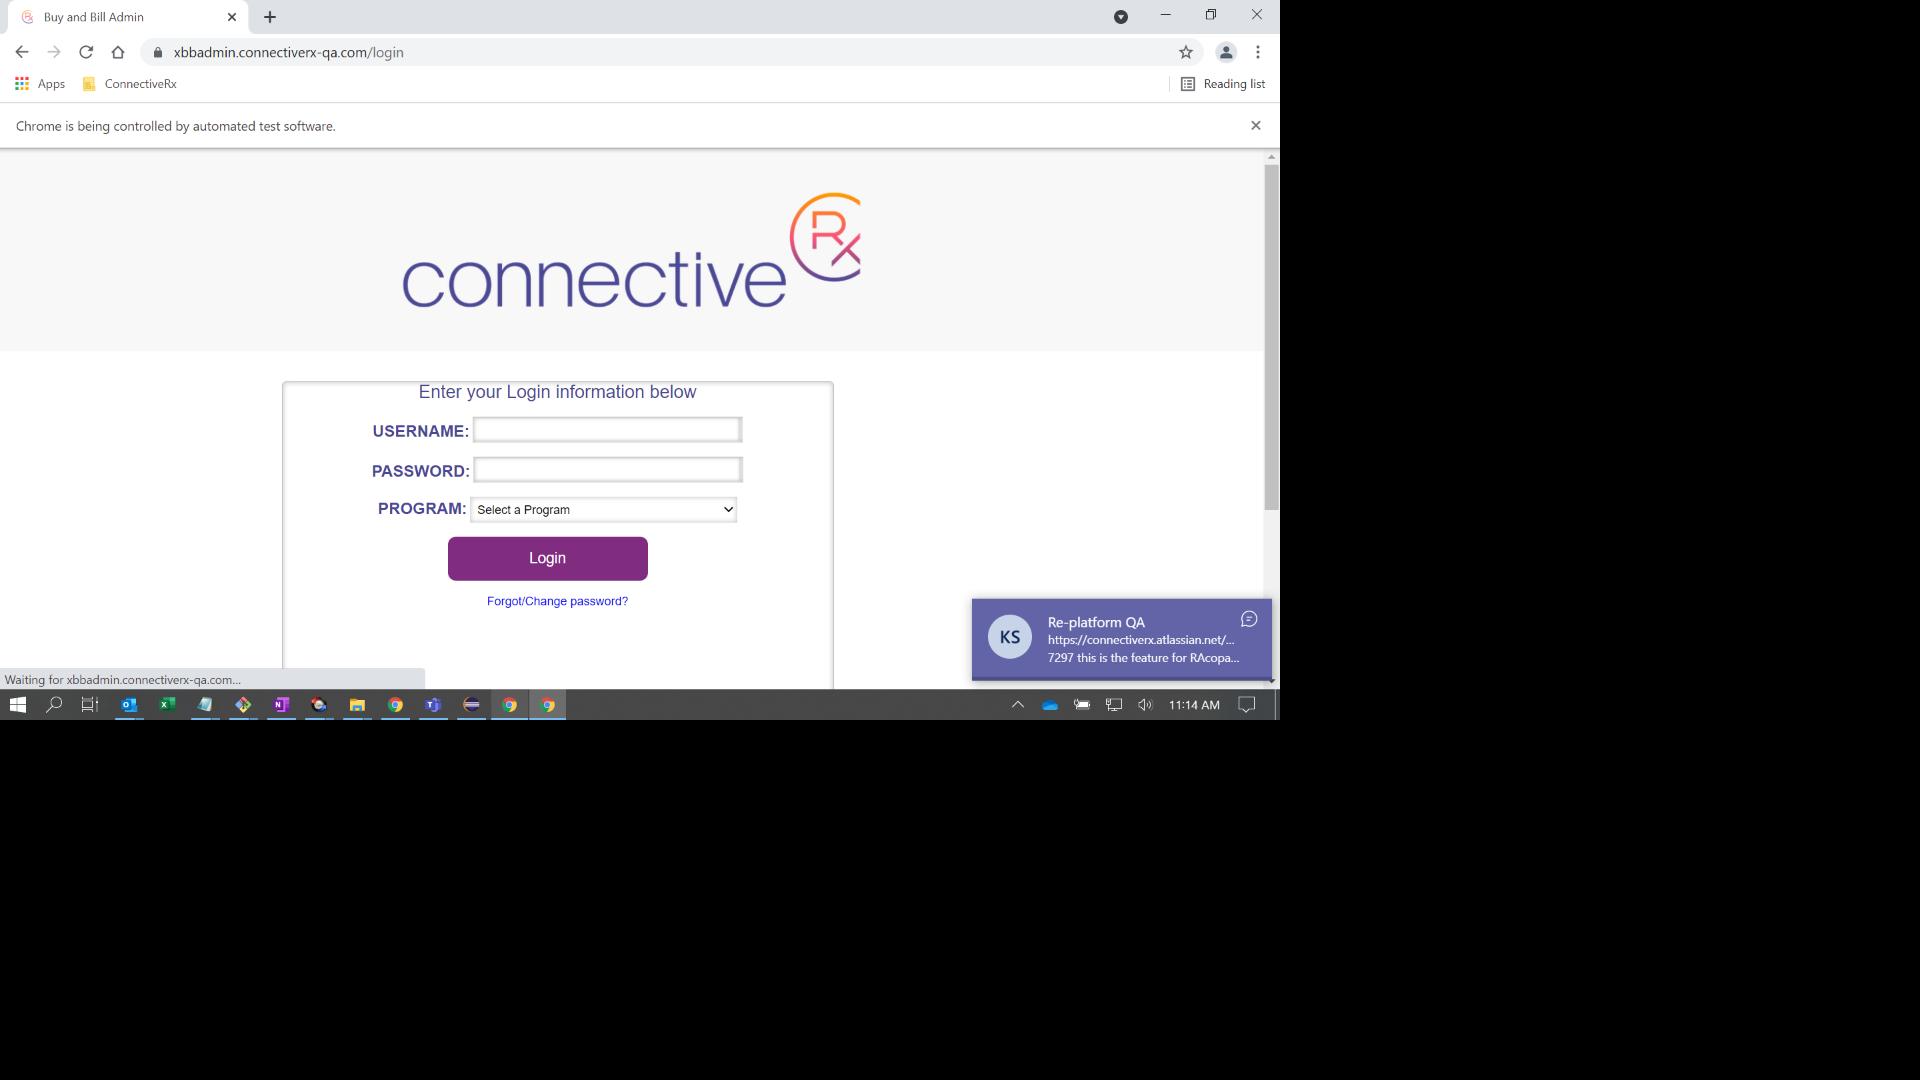 Buy and Bill Admin
xbbadmin.connectiverx-qa.com/login
Apps
ConnectiveRx
Reading list
Chrome is being controlled by automated test software.
connective Rx
Enter your Login information below
USERNAME:
PASSWORD:
PROGRAM: Select a Program
Login
Forgot/Change password?
KS
Re-platform QA
https://connectiverx.atlassian.net/...
7297 this is the feature for RAcopa...
Waiting for xbbadmin.connectiverx-qa.com...
11:14 AM